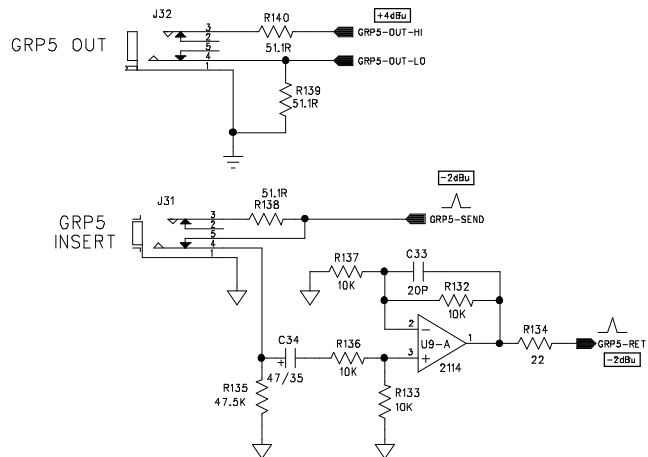 J32
+4dBu
R140
GRP5 OUT
3
2
5
4
1
51.1R
GRP5-OUT-HI
GRP5-OUT-LO
R139
51.1R
-2dBu
J31
51.1R
R138
GRP5
INSERT
3
2
5
4
1
GRP5-SEND
R137
10K
C33
20P
R132
10K
C34
+
47/35
R136
10K
2
-
3
+
U9-A
2114
1
R134
22
GRP5-RET
-2dBu
R135
47.5K
R133
10K